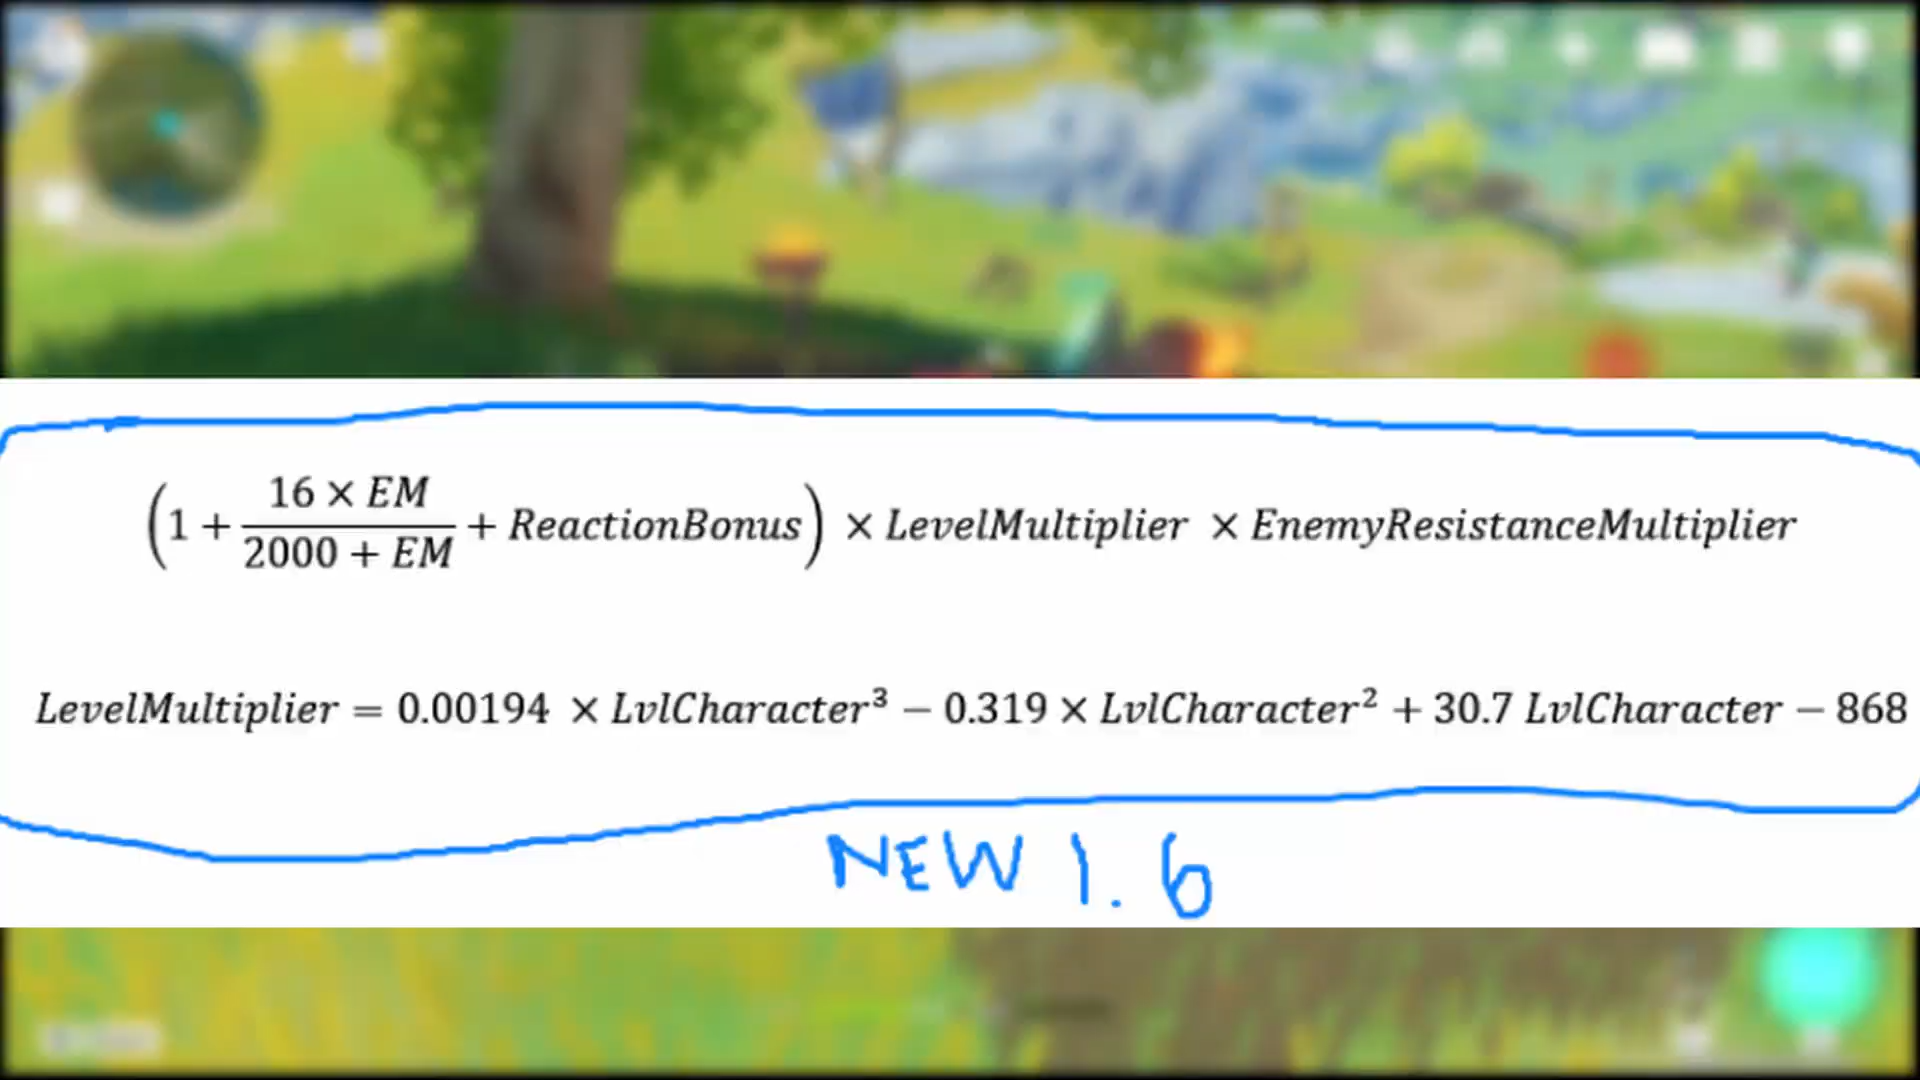 (1 + \frac{16 × EM}{2000 + EM} + ReactionBonus) × LevelMultiplier × EnemyResistanceMultiplier
LevelMultiplier = 0.00194 × LvlCharacter³ − 0.319 × LvlCharacter² + 30.7 LvlCharacter − 868
NEW 1.6